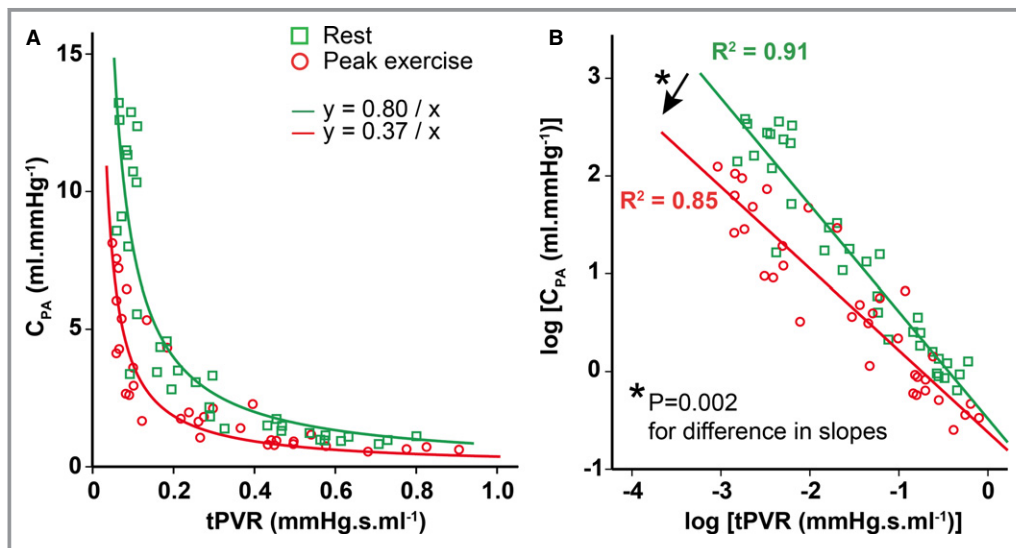 A
15
10
5
0
C_PA (ml.mmHg⁻¹)
Rest
Peak exercise
y = 0.80 / x
y = 0.37 / x
0 0.2 0.4 0.6 0.8 1.0
tPVR (mmHg.s.ml⁻¹)
B
3
2
1
0
-1
log [C_PA (ml.mmHg⁻¹)]
*
R² = 0.91
R² = 0.85
*P=0.002
for difference in slopes
-4 -3 -2 -1 0
log [tPVR (mmHg.s.ml⁻¹)]